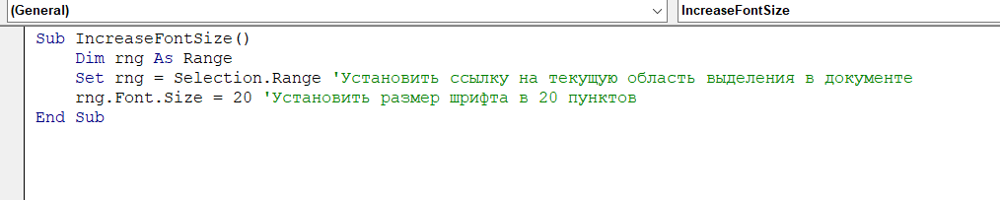 (General) IncreaseFontSize
Sub IncreaseFontSize()
Dim rng As Range
Set rng = Selection.Range 'Установить ссылку на текущую область выделения в документе
rng.Font.Size = 20 'Установить размер шрифта в 20 пунктов
End Sub